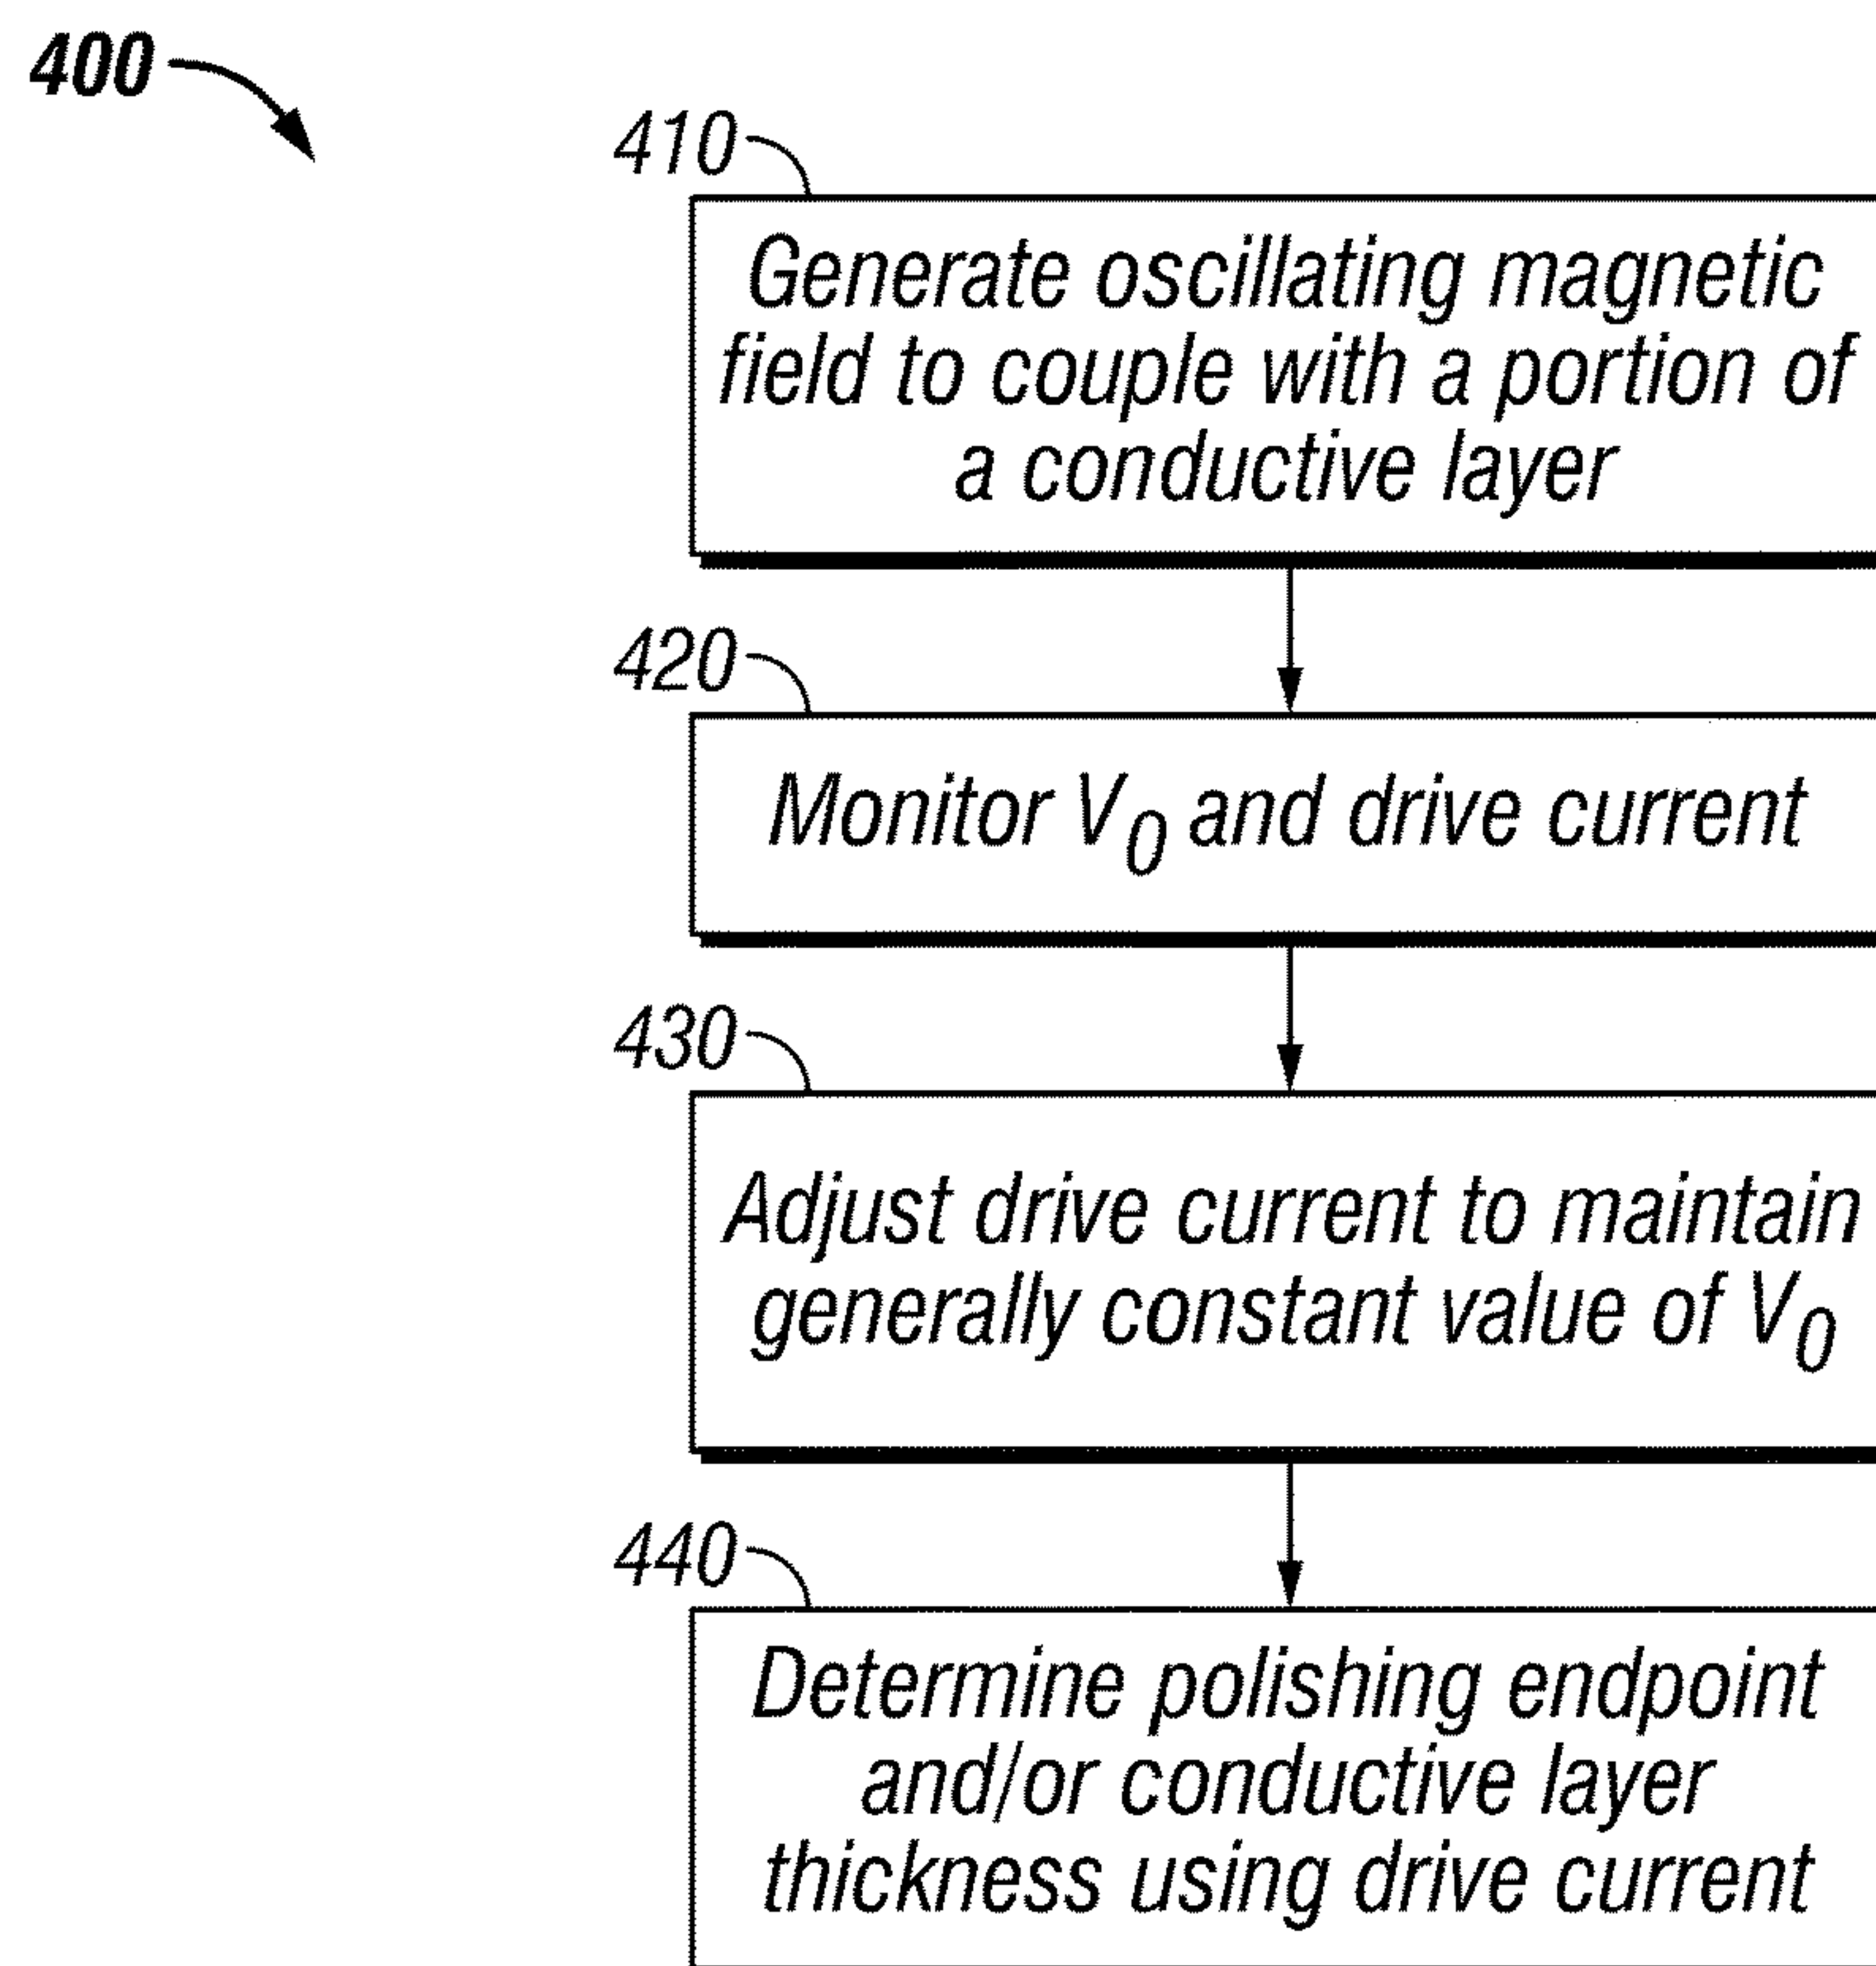 400
410
Generate oscillating magnetic
field to couple with a portion of
a conductive layer
420
Monitor V0 and drive current
430
Adjust drive current to maintain
generally constant value of V0
440
Determine polishing endpoint
and/or conductive layer
thickness using drive current